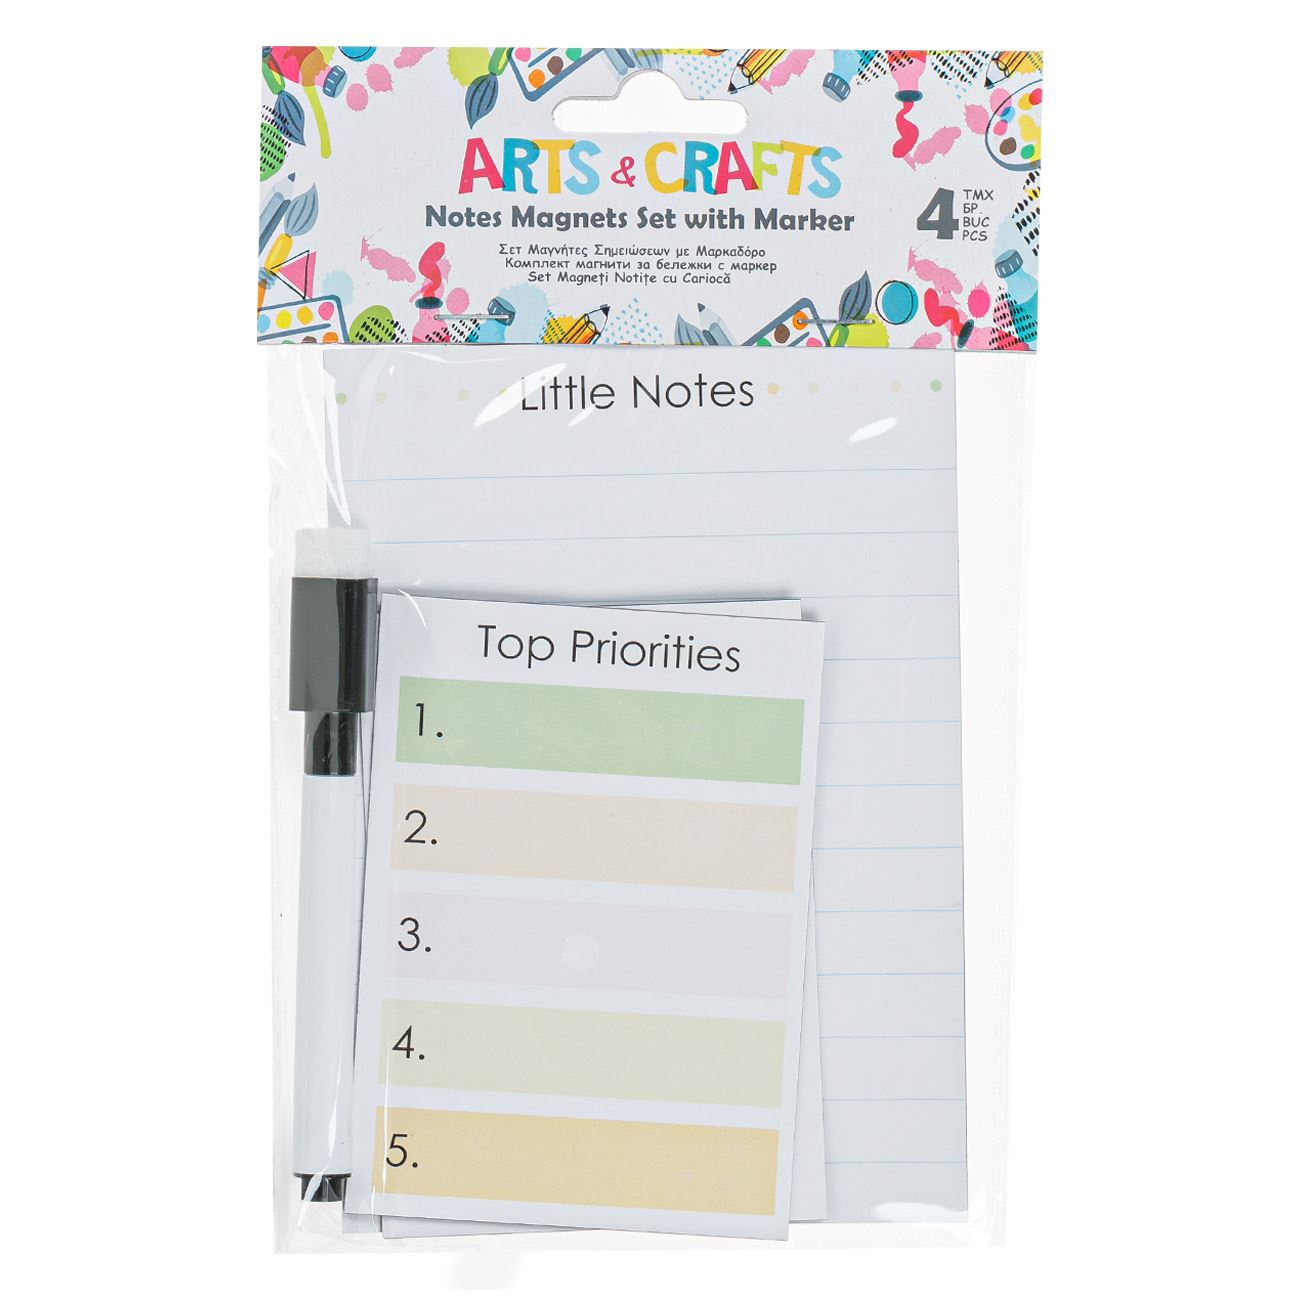 ARTS & CRAFTS
Notes Magnets Set with Marker
Σετ Μαγνήτες Σημειώσεων με Μαρκαδόρο
Комплект магнити за бележки с маркер
Set Magneți Notițe cu Cariocă
4
ΤΜΧ
БР.
BUC
PCS
Little Notes
Top Priorities
1.
2.
3.
4.
5.